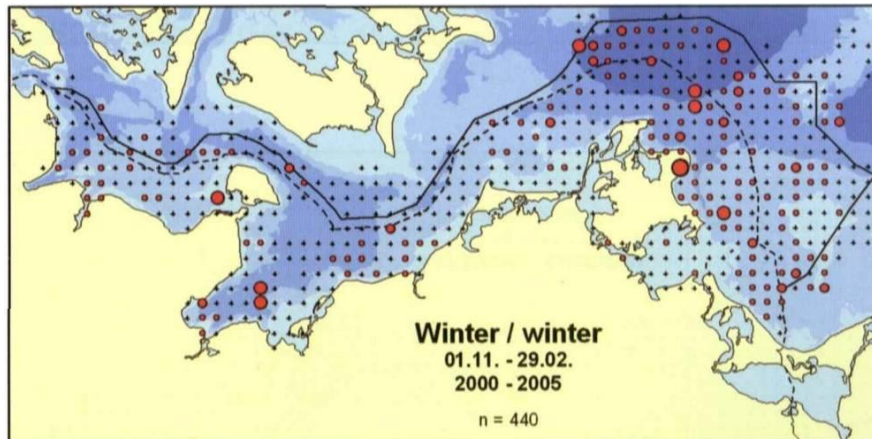 Winter / winter
01.11. - 29.02.
2000 - 2005
n = 440